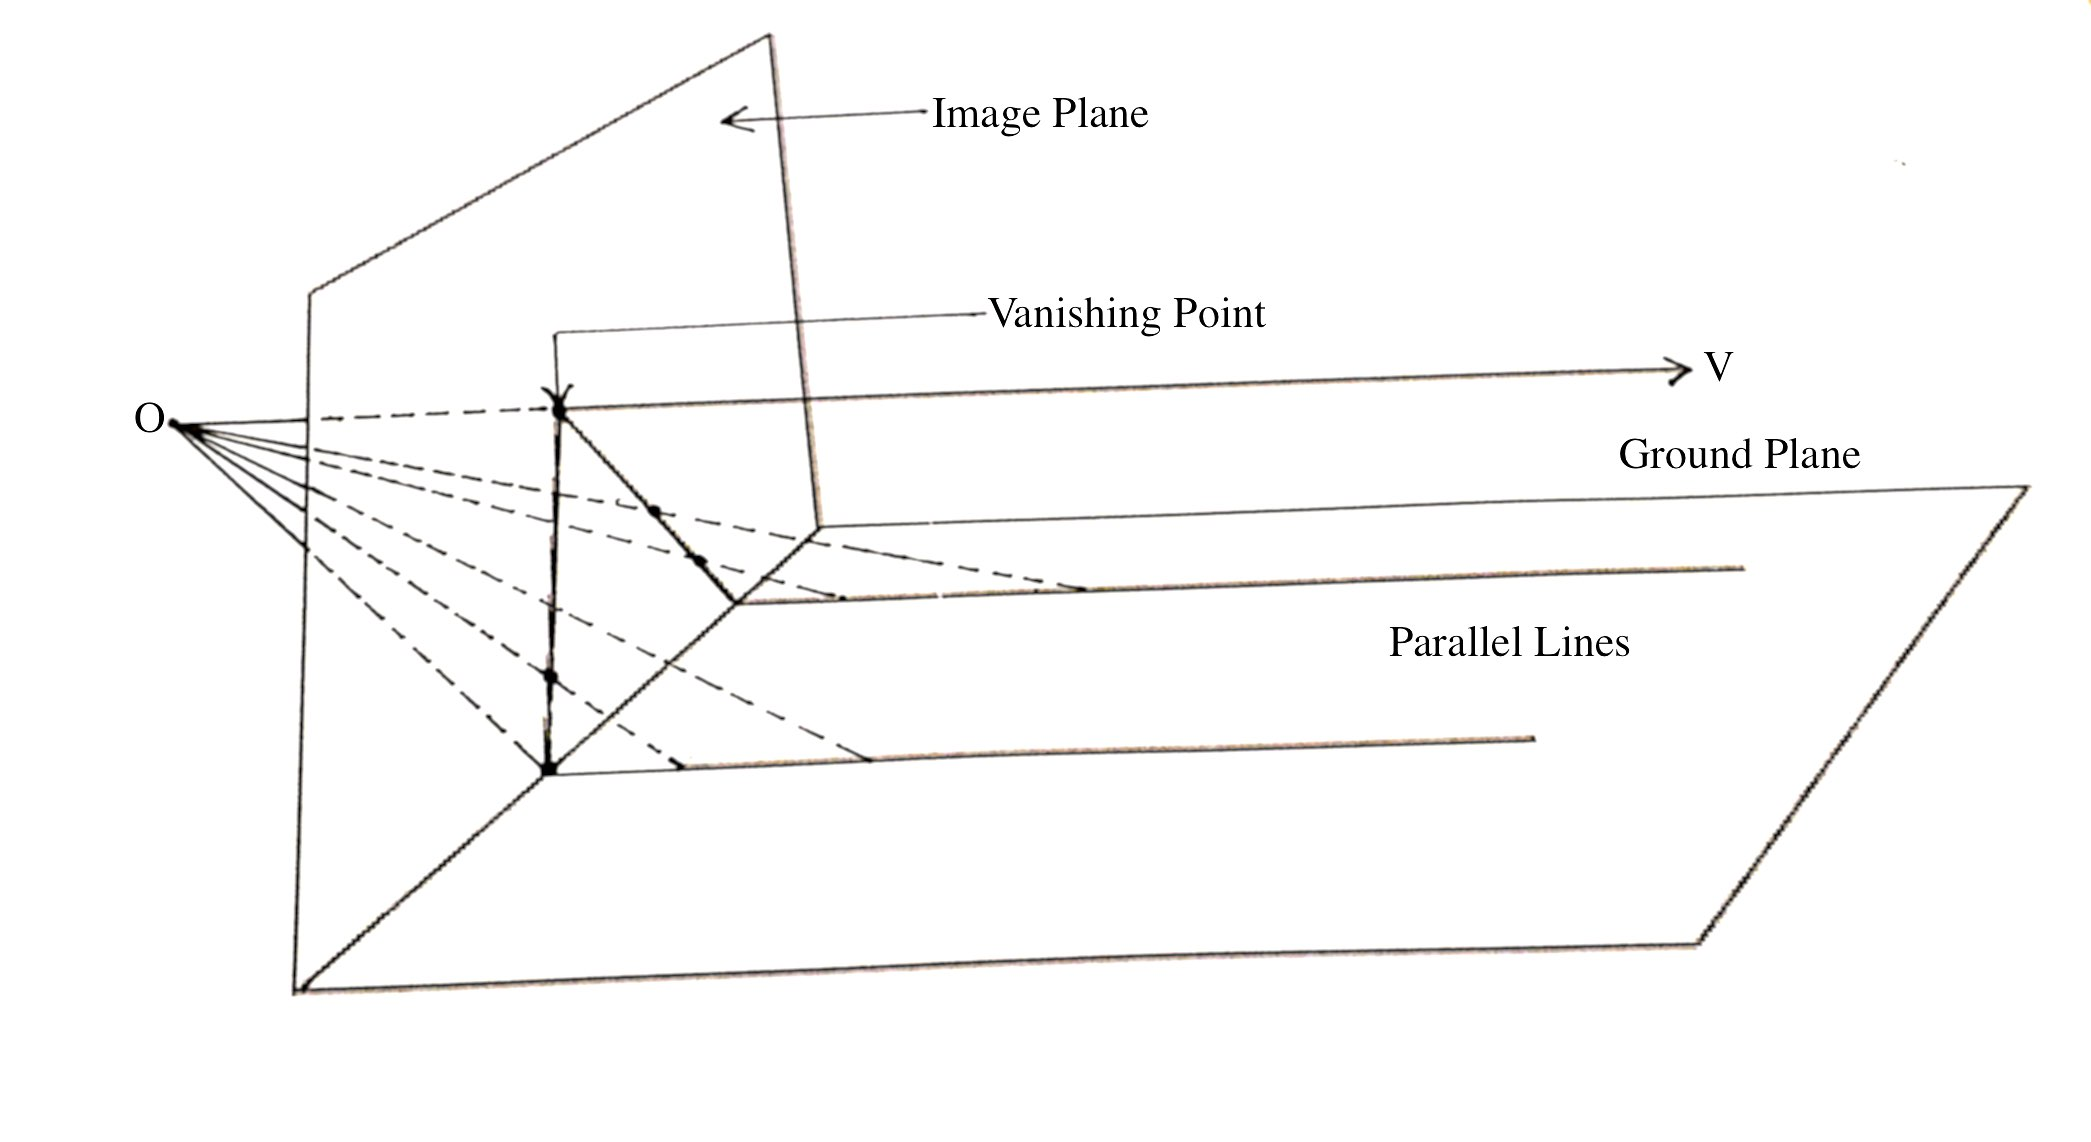 Image Plane
Vanishing Point
V
O
Ground Plane
Parallel Lines